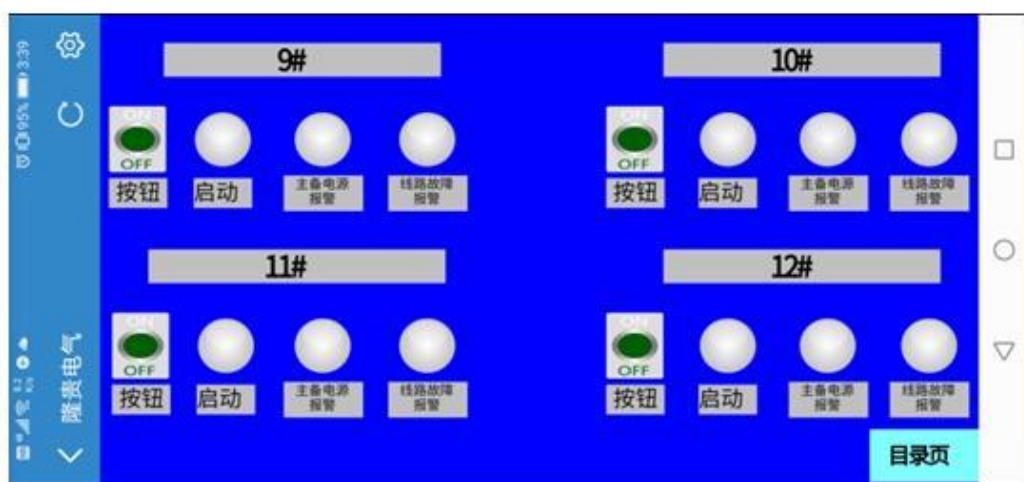 3:39
95%
隆贵电气
9#
10#
ON
OFF
ON
OFF
按钮
启动
主备电源
报警
线路故障
报警
按钮
启动
主备电源
报警
线路故障
报警
11#
12#
ON
OFF
ON
OFF
按钮
启动
主备电源
报警
线路故障
报警
按钮
启动
主备电源
报警
线路故障
报警
目录页